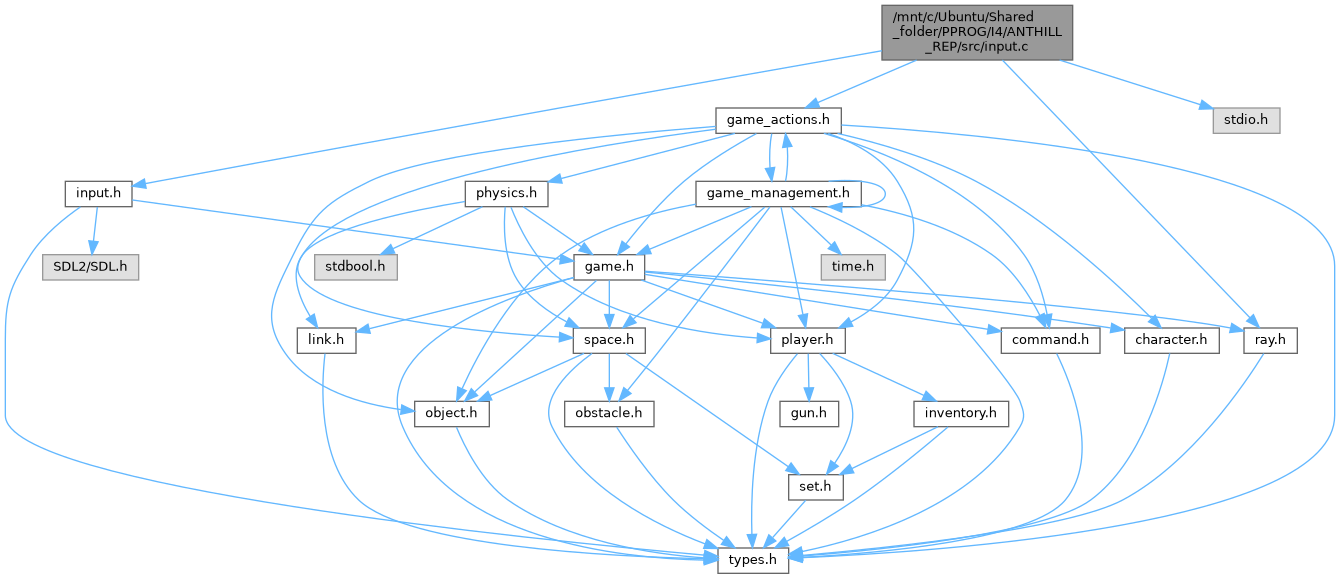 /mnt/c/Ubuntu/Shared
_folder/PPROG/I4/ANTHILL
_REP/src/input.c
game_actions.h
stdio.h
input.h
physics.h
game_management.h
SDL2/SDL.h
stdbool.h
game.h
time.h
link.h
space.h
player.h
command.h
character.h
ray.h
object.h
obstacle.h
gun.h
inventory.h
set.h
types.h